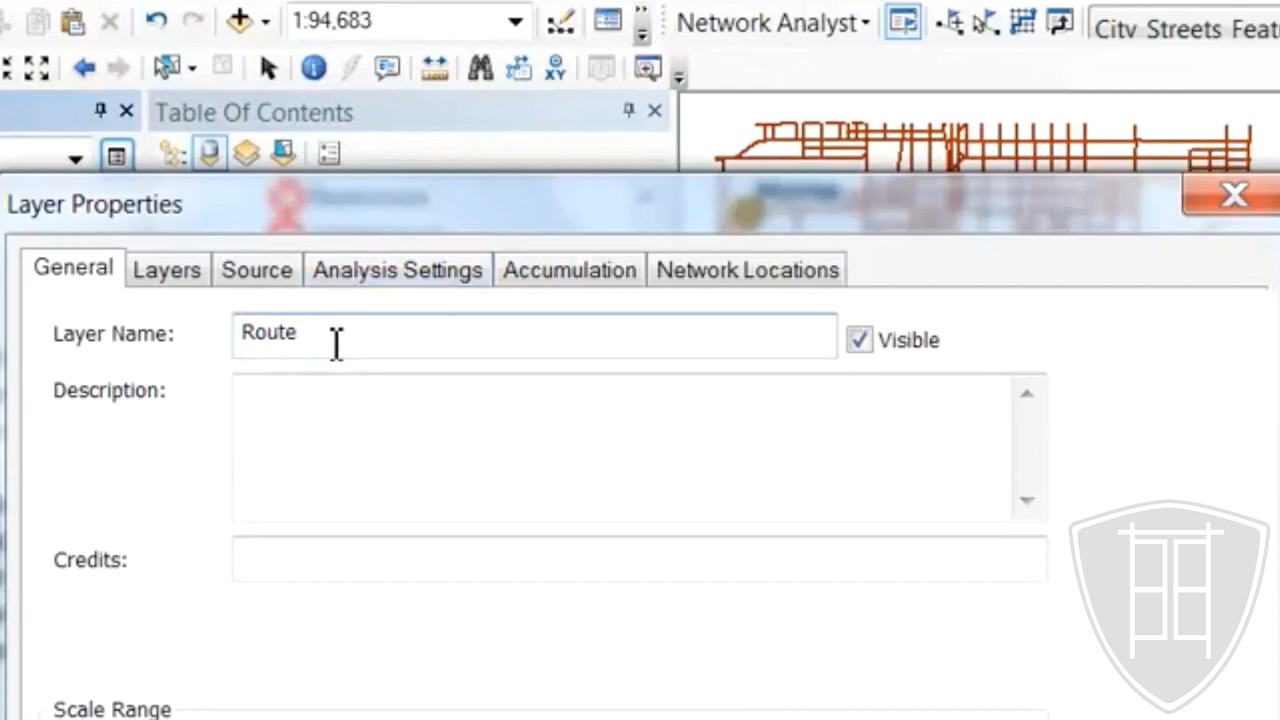 1:94,683
Network Analyst
City Streets Feat
XY
Table Of Contents
Layer Properties
General
Layers
Source
Analysis Settings
Accumulation
Network Locations
Layer Name:
Route
Visible
Description:
Credits:
Scale Range